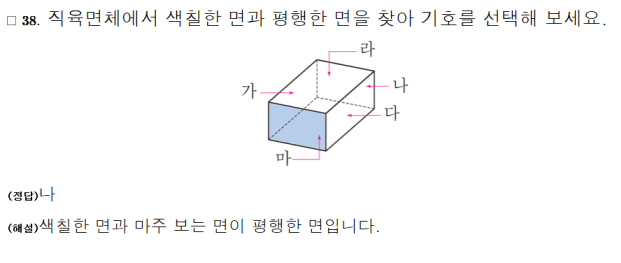 □ 38. 직육면체에서 색칠한 면과 평행한 면을 찾아 기호를 선택해 보세요.
라
가
나
다
마
(정답)나
(해설)색칠한 면과 마주 보는 면이 평행한 면입니다.